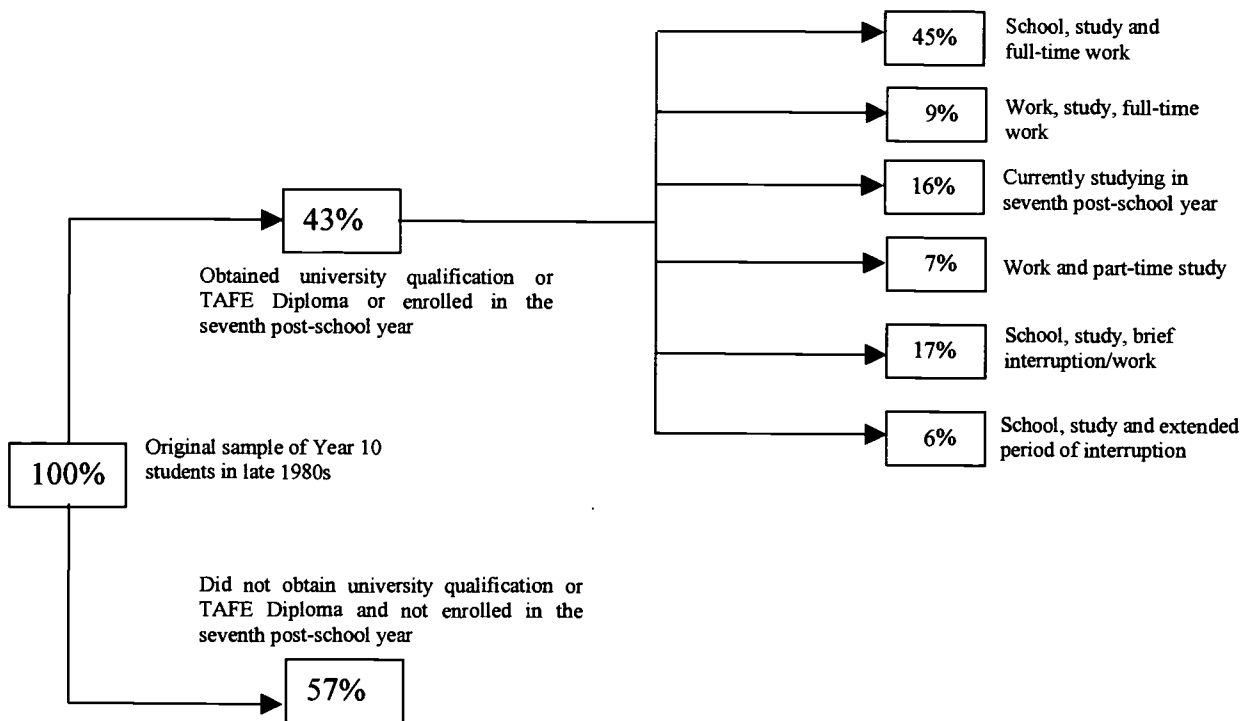 45%
School, study and
full-time work
9%
Work, study, full-time
work
16%
Currently studying in
seventh post-school year
43%
7%
Work and part-time study
Obtained university qualification or
TAFE Diploma or enrolled in the
seventh post-school year
17%
School, study, brief
interruption/work
6%
School, study and extended
period of interruption
100%
Original sample of Year 10
students in late 1980s
Did not obtain university qualification or
TAFE Diploma and not enrolled in the
seventh post-school year
57%